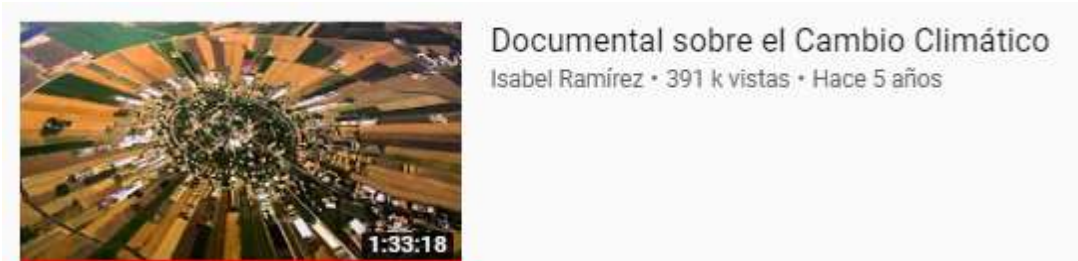 Documental sobre el Cambio Climático
Isabel Ramírez • 391 k vistas • Hace 5 años
1:33:18